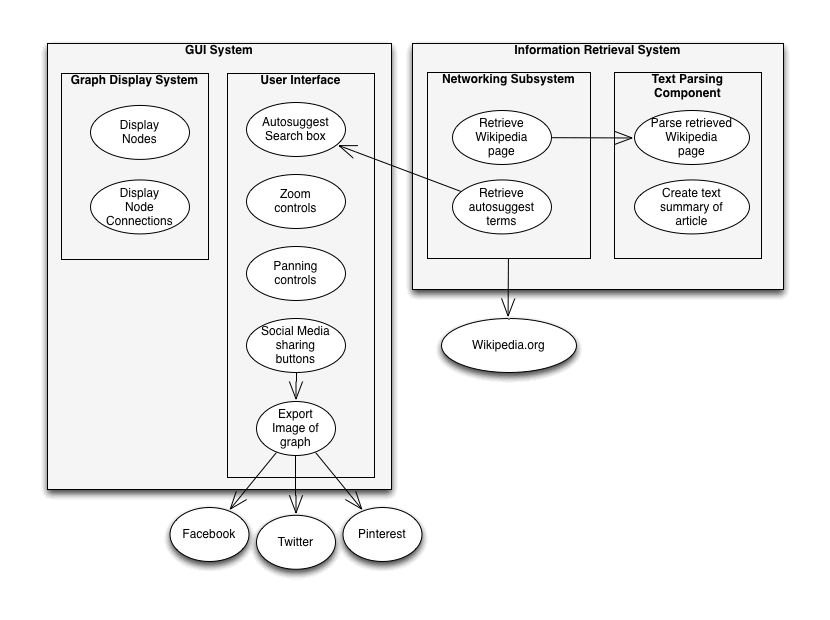 GUI System
Graph Display System
Display
Nodes
Display
Node
Connections
User Interface
Autosuggest
Search box
Zoom
controls
Panning
controls
Social Media
sharing
buttons
Export
Image of
graph
Facebook
Twitter
Pinterest
Information Retrieval System
Networking Subsystem
Retrieve
Wikipedia
page
Retrieve
autosuggest
terms
Text Parsing
Component
Parse retrieved
Wikipedia
page
Create text
summary of
article
Wikipedia.org